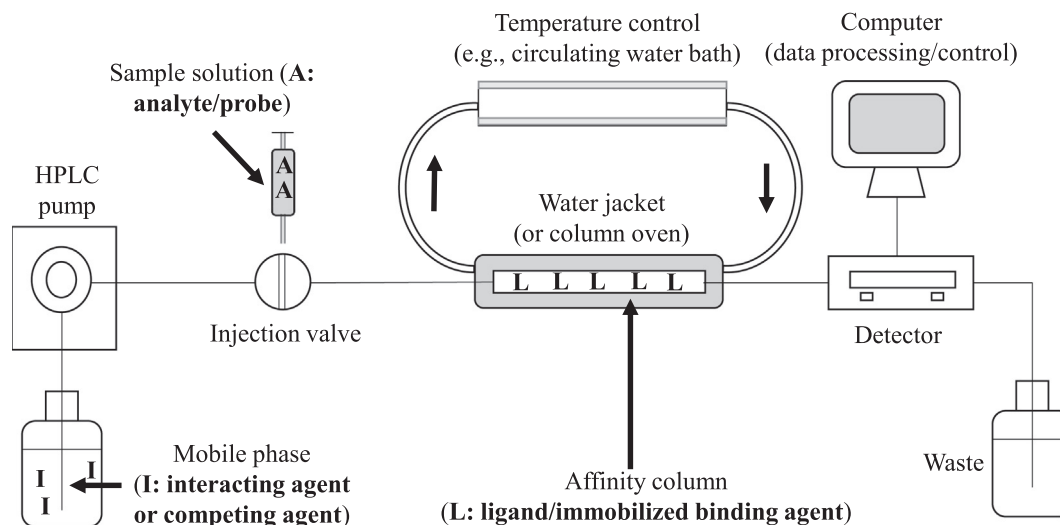 Temperature control
(e.g., circulating water bath)
Computer
(data processing/control)
Sample solution (A:
analyte/probe)
A
A
HPLC
pump
Water jacket
(or column oven)
L L L L L
Injection valve
Detector
I
I
I
Mobile phase
(I: interacting agent
or competing agent)
Affinity column
(L: ligand/immobilized binding agent)
Waste